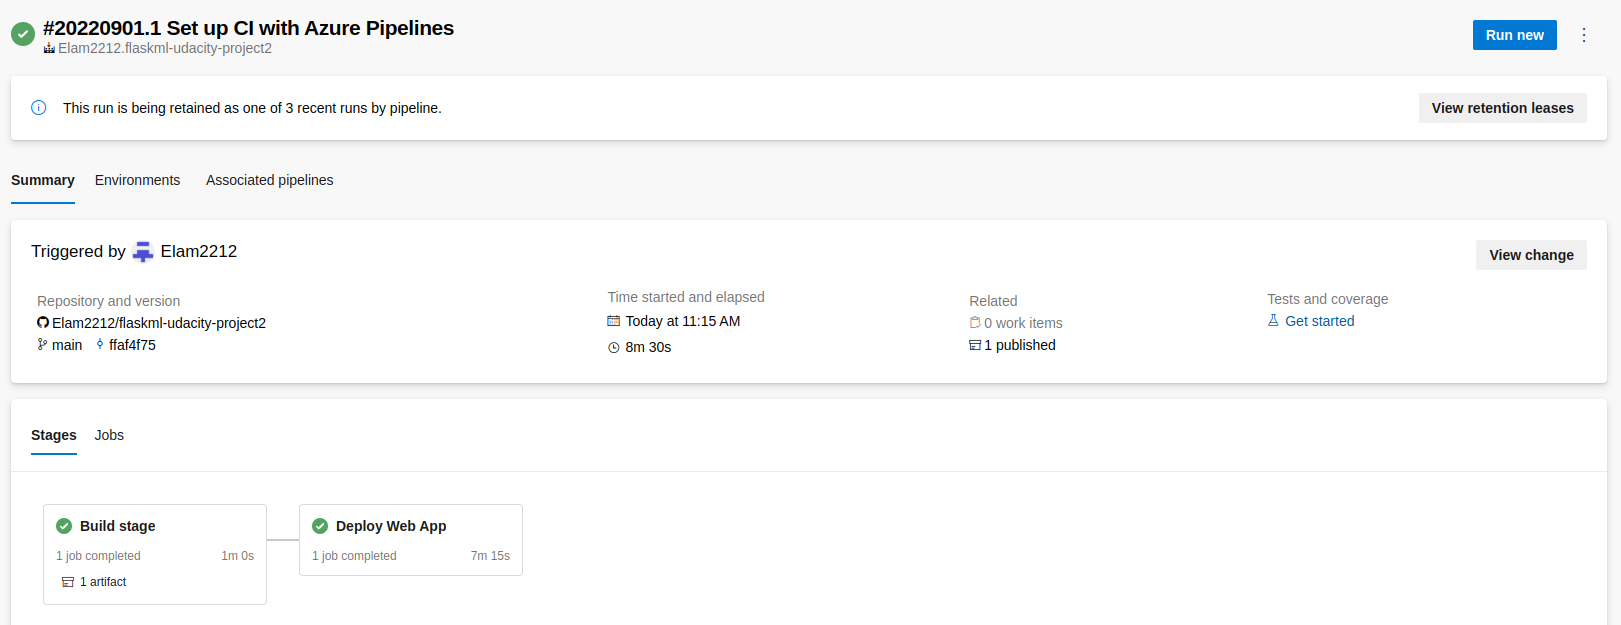 #20220901.1 Set up CI with Azure Pipelines
Elam2212.flaskml-udacity-project2
Run new
This run is being retained as one of 3 recent runs by pipeline.
View retention leases
Summary Environments Associated pipelines
Triggered by Elam2212
View change
Repository and version
Elam2212/flaskml-udacity-project2
main ffaf4f75
Time started and elapsed
Today at 11:15 AM
8m 30s
Related
0 work items
1 published
Tests and coverage
Get started
Stages Jobs
Build stage
1 job completed 1m 0s
1 artifact
Deploy Web App
1 job completed 7m 15s